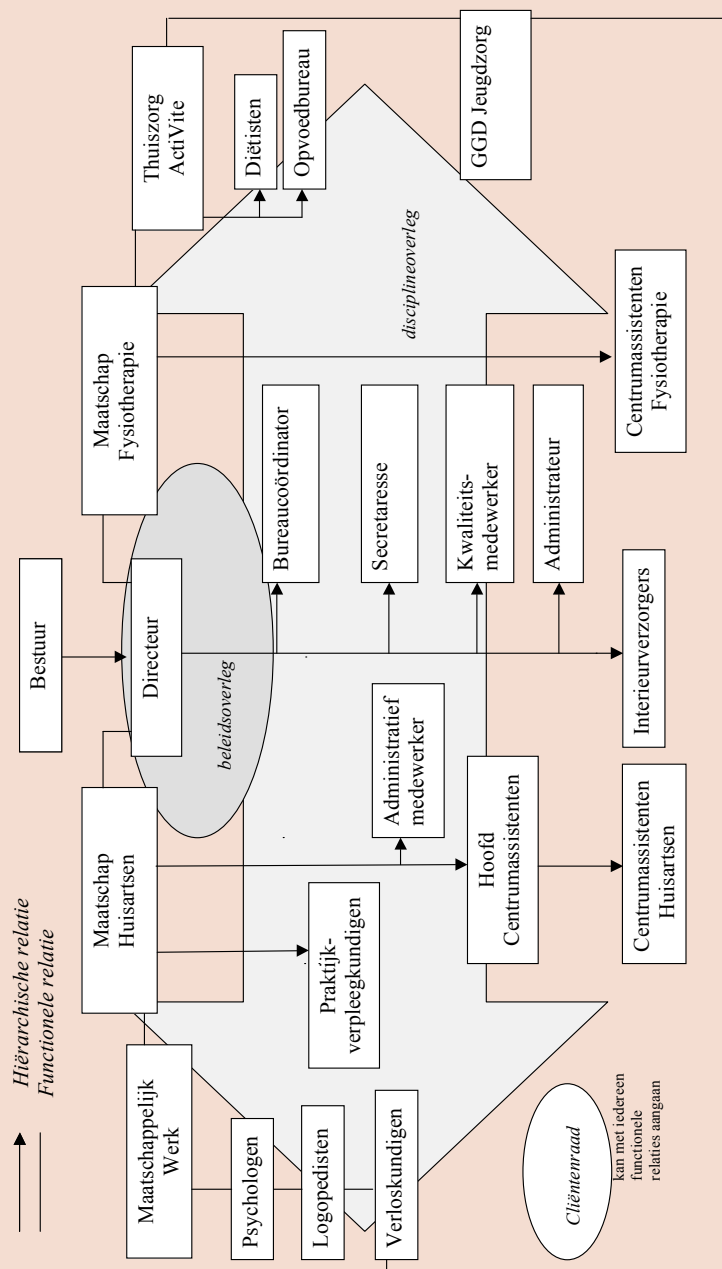 Hiërarchische relatie
Functionele relatie
Bestuur
Maatschap
Huisartsen
Directeur
Maatschap
Fysiotherapie
Thuiszorg
ActiVite
beleidsoverleg
Maatschappelijk
Werk
Psychologen
Logopedisten
Verloskundigen
Praktijk-
verpleegkundigen
Administratief
medewerker
Hoofd
Centrumassistenten
Centrumassistenten
Huisartsen
Bureaucoördinator
Secretaresse
Kwaliteits-
medewerker
Administrateur
Interieurverzorgers
Diëtisten
Opvoedbureau
disciplineoverleg
GGD Jeugdzorg
Centrumassistenten
Fysiotherapie
Cliëntenraad
kan met iedereen
functionele
relaties aangaan